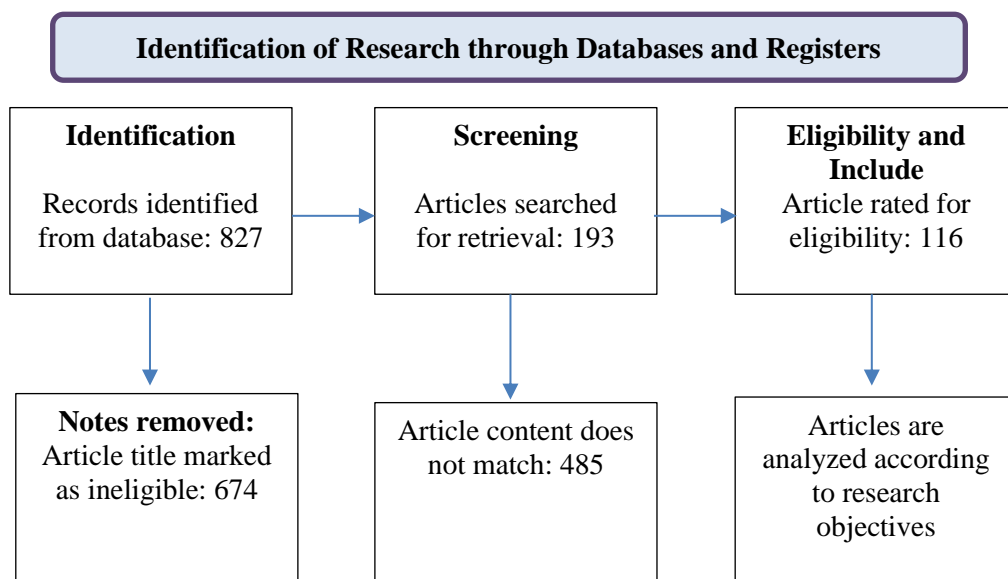 Identification of Research through Databases and Registers
Identification
Records identified
from database: 827
Screening
Articles searched
for retrieval: 193
Eligibility and
Include
Article rated for
eligibility: 116
Notes removed:
Article title marked
as ineligible: 674
Article content does
not match: 485
Articles are
analyzed according
to research
objectives